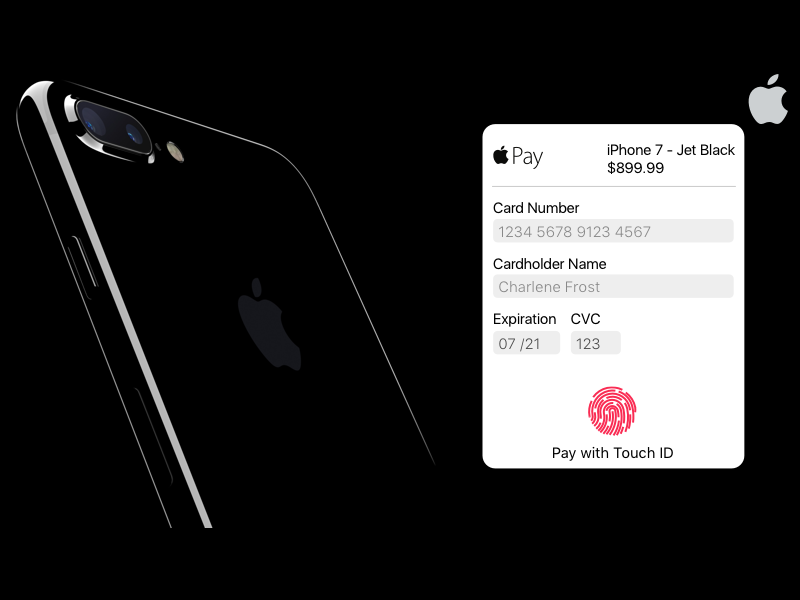 Pay
iPhone 7 - Jet Black
$899.99
Card Number
1234 5678 9123 4567
Cardholder Name
Charlene Frost
Expiration CVC
07 /21 123
Pay with Touch ID